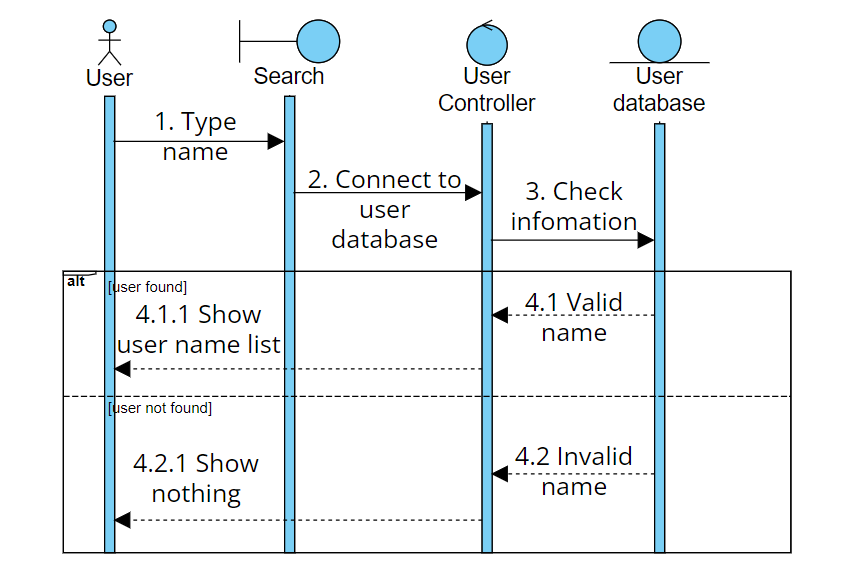 User
Search
User
Controller
User
database
1. Type
name
2. Connect to
user
database
3. Check
infomation
alt
[user found]
4.1 Valid
name
4.1.1 Show
user name list
[user not found]
4.2 Invalid
name
4.2.1 Show
nothing